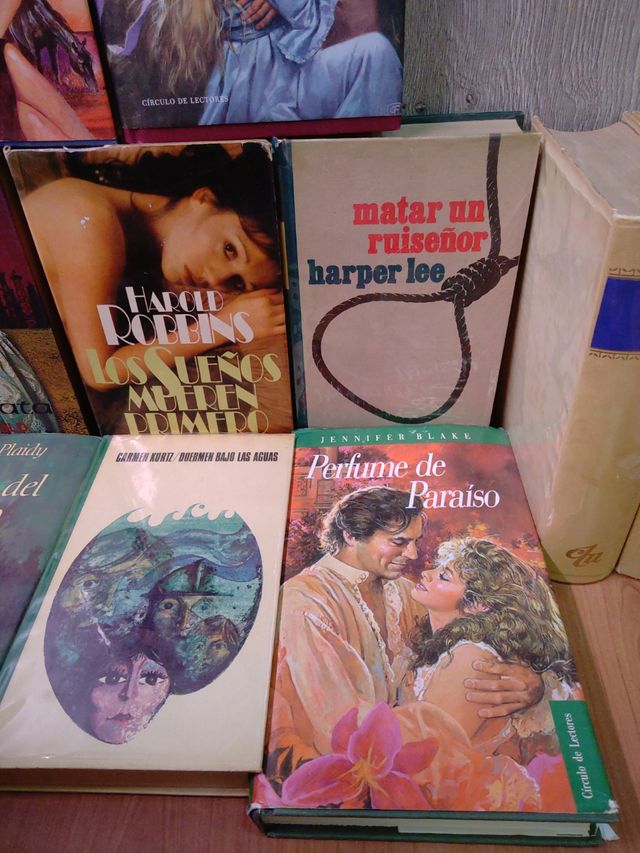 CÍRCULO DE LECTORES
HAROLD
ROBBINS
LOS SUEÑOS
MUEREN
PRIMERO
matar un
ruiseñor
harper lee
ata
Plaidy
del
CARMEN KURTZ/DUERMEN BAJO LAS AGUAS
JENNIFER BLAKE
Perfume de
Paraíso
Círculo de Lectores